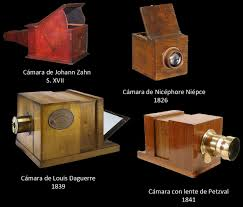 Cámara de Johann Zahn
S. XVII
Cámara de Nicéphore Niépce
1826
Cámara de Louis Daguerre
1839
Cámara con lente de Petzval
1841